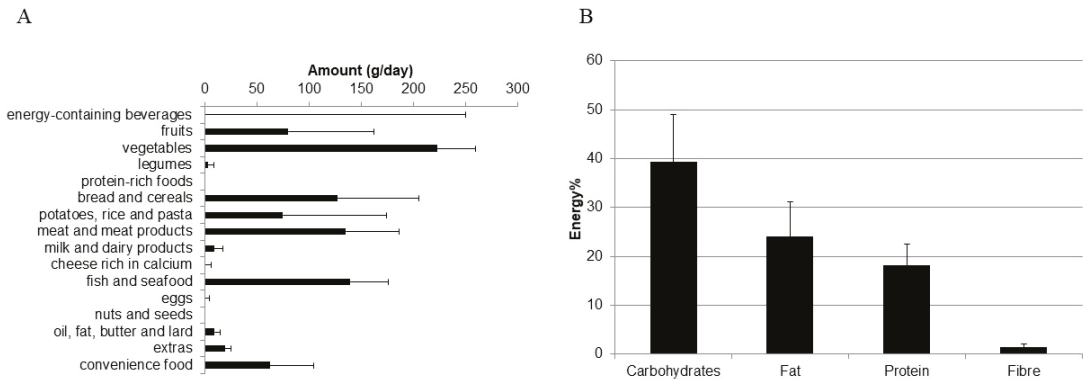 A
Amount (g/day)
0 50 100 150 200 250 300
energy-containing beverages
fruits
vegetables
legumes
protein-rich foods
bread and cereals
potatoes, rice and pasta
meat and meat products
milk and dairy products
cheese rich in calcium
fish and seafood
eggs
nuts and seeds
oil, fat, butter and lard
extras
convenience food
B
Energy%
60
50
40
30
20
10
0
Carbohydrates Fat Protein Fibre